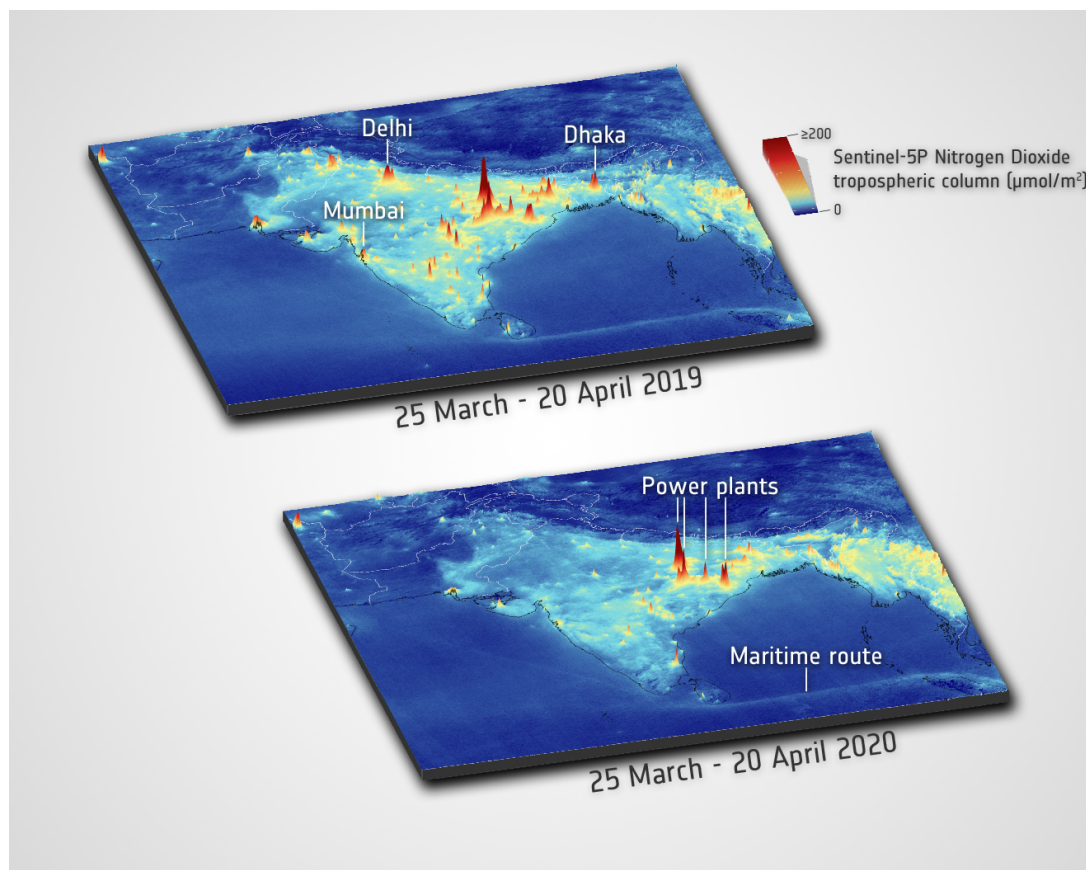 Delhi
Dhaka
Mumbai
≥200
Sentinel-5P Nitrogen Dioxide
tropospheric column (µmol/m²)
0
25 March - 20 April 2019
Power plants
Maritime route
25 March - 20 April 2020